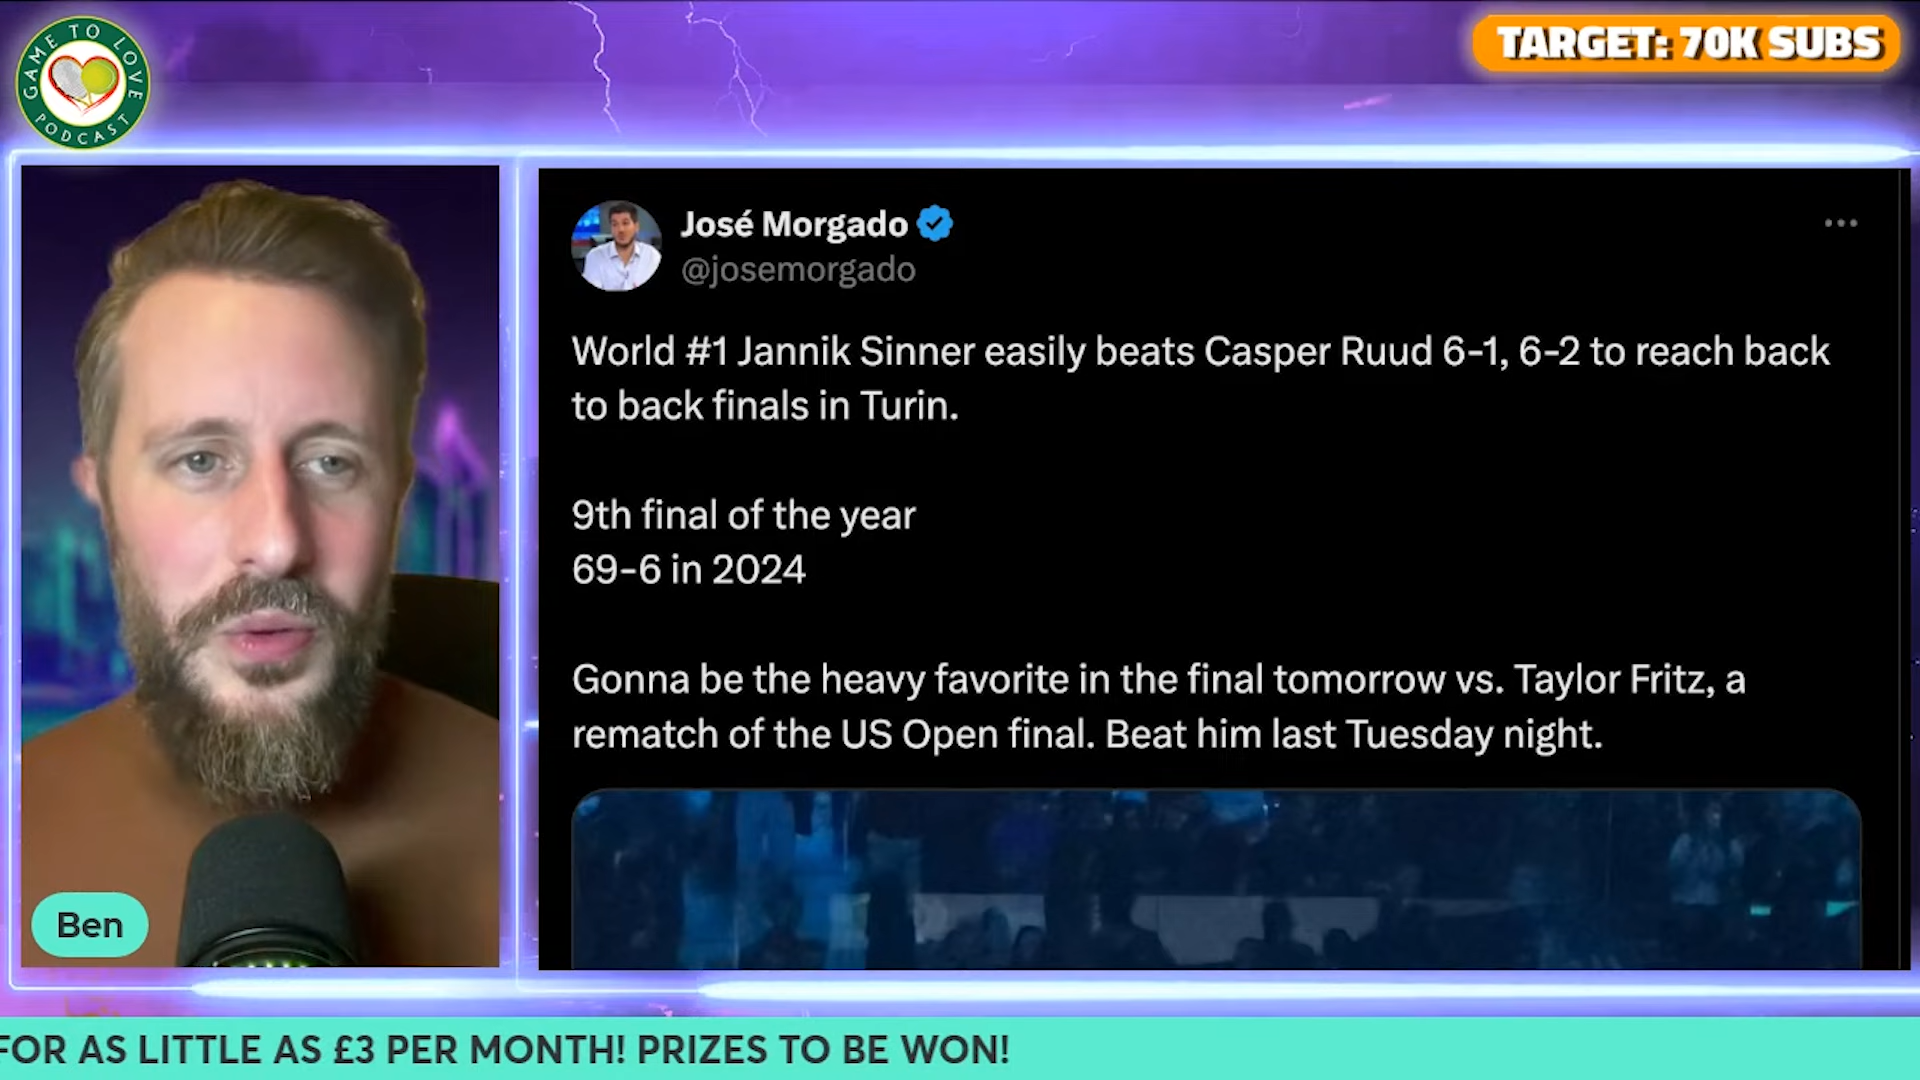 GAME TO LOVE
PODCAST
TARGET: 70K SUBS
José Morgado
@josemorgado
World #1 Jannik Sinner easily beats Casper Ruud 6-1, 6-2 to reach back
to back finals in Turin.
9th final of the year
69-6 in 2024
Gonna be the heavy favorite in the final tomorrow vs. Taylor Fritz, a
rematch of the US Open final. Beat him last Tuesday night.
Ben
FOR AS LITTLE AS £3 PER MONTH! PRIZES TO BE WON!